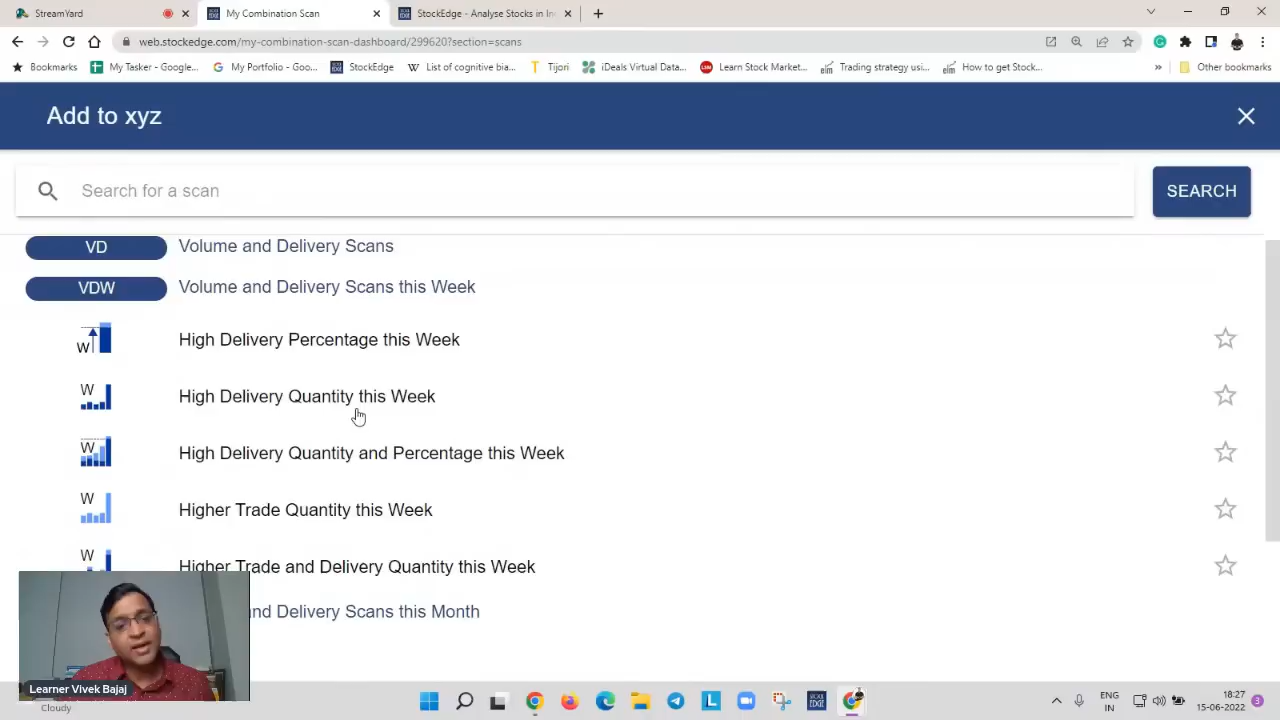 StreamYard
My Combination Scan
StockEdge - Analyse Stocks in In
web.stockedge.com/my-combination-scan-dashboard/299620?section=scans
Bookmarks
My Tasker - Google...
My Portfolio - Goo...
StockEdge
List of cognitive bia...
Tijori
iDeals Virtual Data...
Learn Stock Market...
Trading strategy usi...
How to get Stock...
Other bookmarks
Add to xyz
Search for a scan
SEARCH
VD Volume and Delivery Scans
VDW Volume and Delivery Scans this Week
W High Delivery Percentage this Week
W High Delivery Quantity this Week
W High Delivery Quantity and Percentage this Week
W Higher Trade Quantity this Week
W Higher Trade and Delivery Quantity this Week
and Delivery Scans this Month
Learner Vivek Bajaj
Cloudy
ENG
IN
18:27
15-06-2022
3